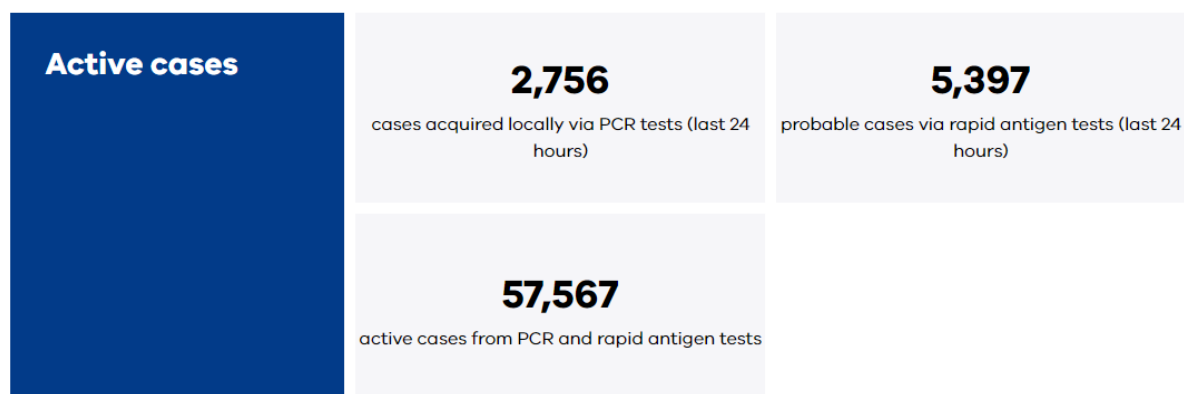 Active cases
2,756
cases acquired locally via PCR tests (last 24
hours)
5,397
probable cases via rapid antigen tests (last 24
hours)
57,567
active cases from PCR and rapid antigen tests